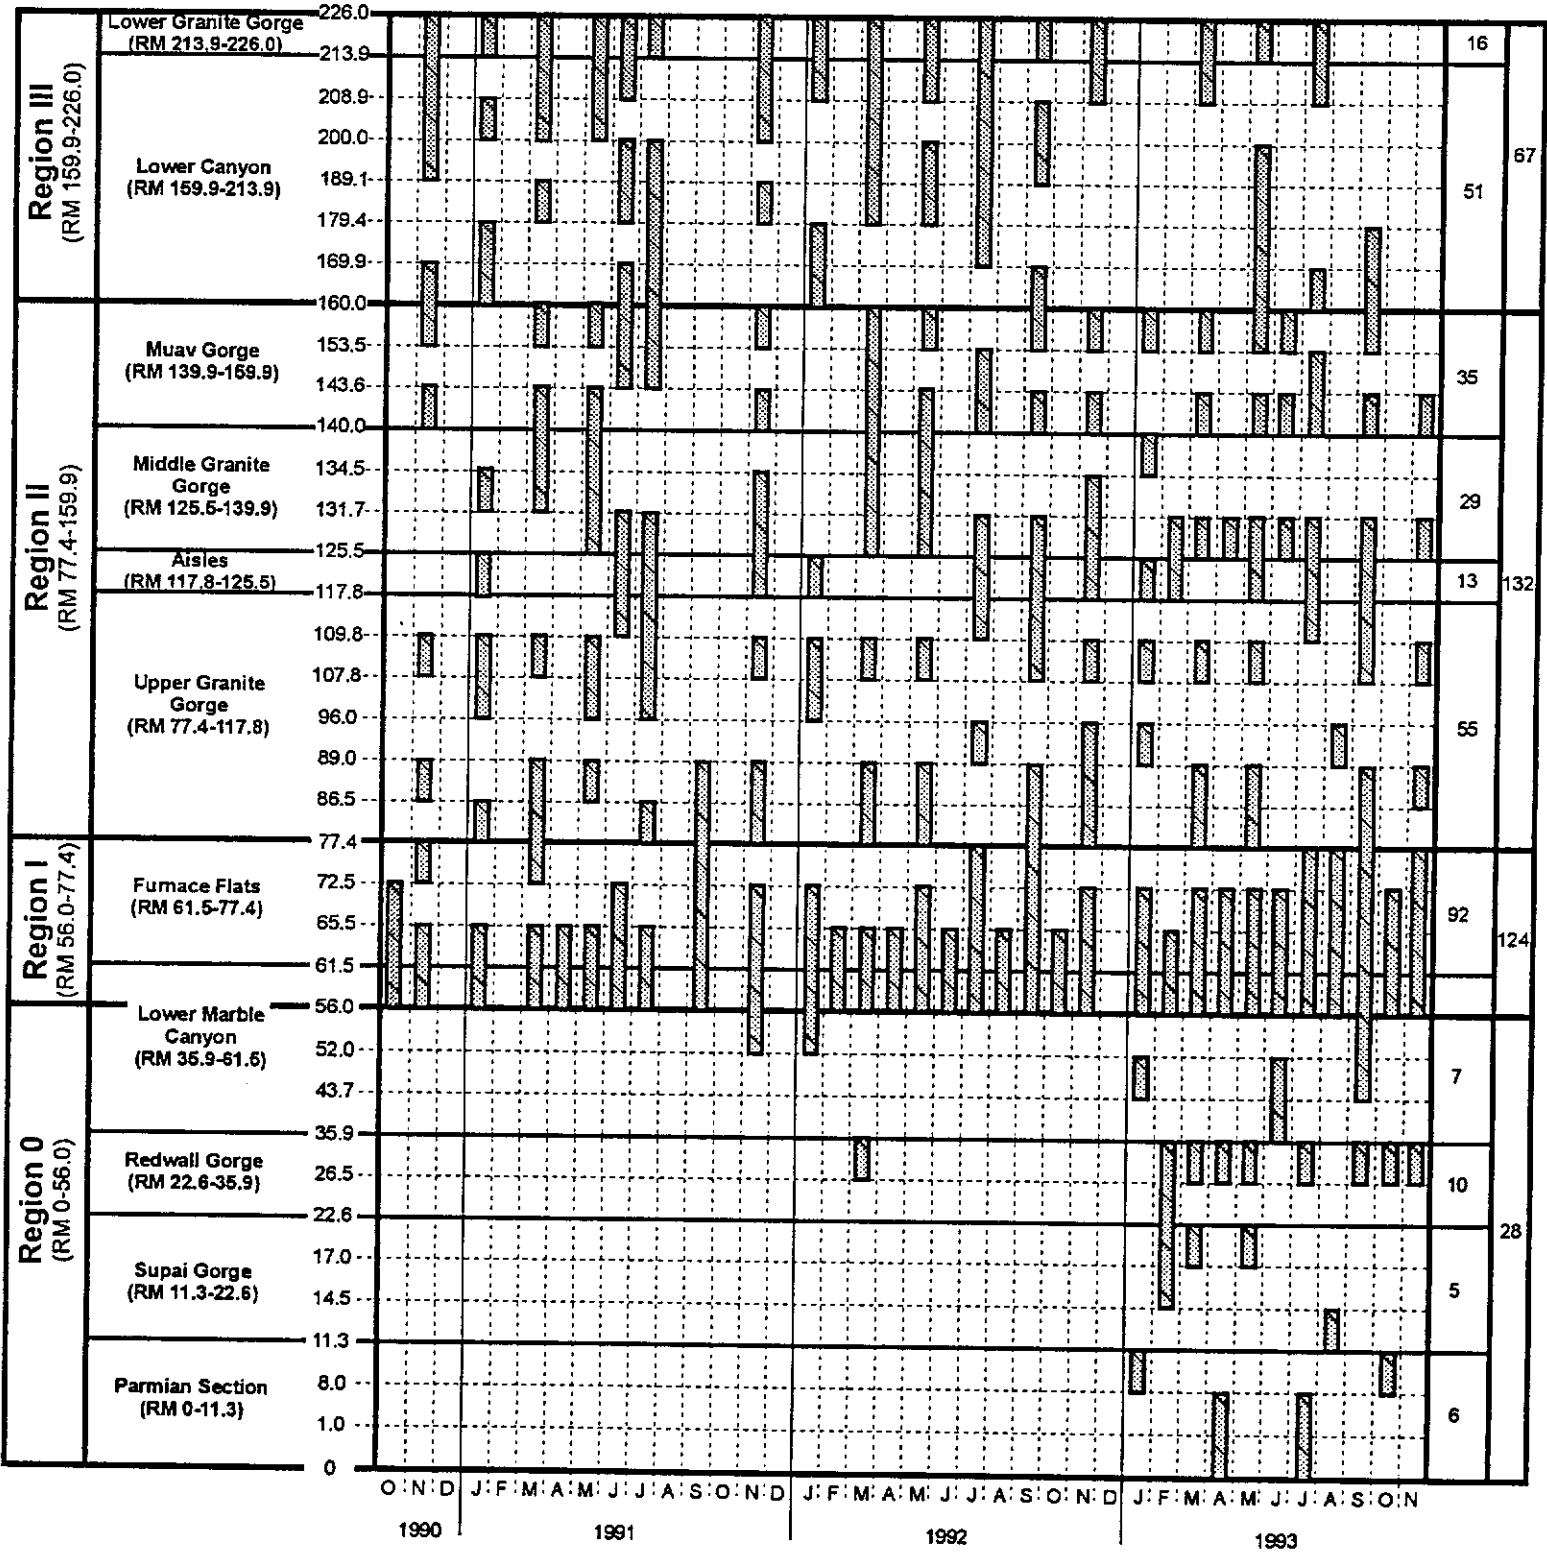 Region III
(RM 159.9-226.0)
Region II
(RM 77.4-159.9)
Region I
(RM 56.0-77.4)
Region 0
(RM 0-56.0)
Lower Granite Gorge
(RM 213.9-226.0)
Lower Canyon
(RM 159.9-213.9)
Muav Gorge
(RM 139.9-159.9)
Middle Granite
Gorge
(RM 125.5-139.9)
Aisles
(RM 117.8-125.5)
Upper Granite
Gorge
(RM 77.4-117.8)
Furnace Flats
(RM 61.5-77.4)
Lower Marble
Canyon
(RM 35.9-61.5)
Redwall Gorge
(RM 22.6-35.9)
Supai Gorge
(RM 11.3-22.6)
Parmian Section
(RM 0-11.3)
226.0
213.9
208.9
200.0
189.1
179.4
169.9
160.0
153.5
143.6
140.0
134.5
131.7
125.5
117.8
109.8
107.8
96.0
89.0
86.5
77.4
72.5
65.5
61.5
56.0
52.0
43.7
35.9
26.5
22.6
17.0
14.5
11.3
8.0
1.0
0
16
51
35
29
13
55
92
7
10
5
6
67
132
124
28
O N D J F M A M J J A S O N D J F M A M J J A S O N D J F M A M J J A S O N
1990 1991 1992 1993